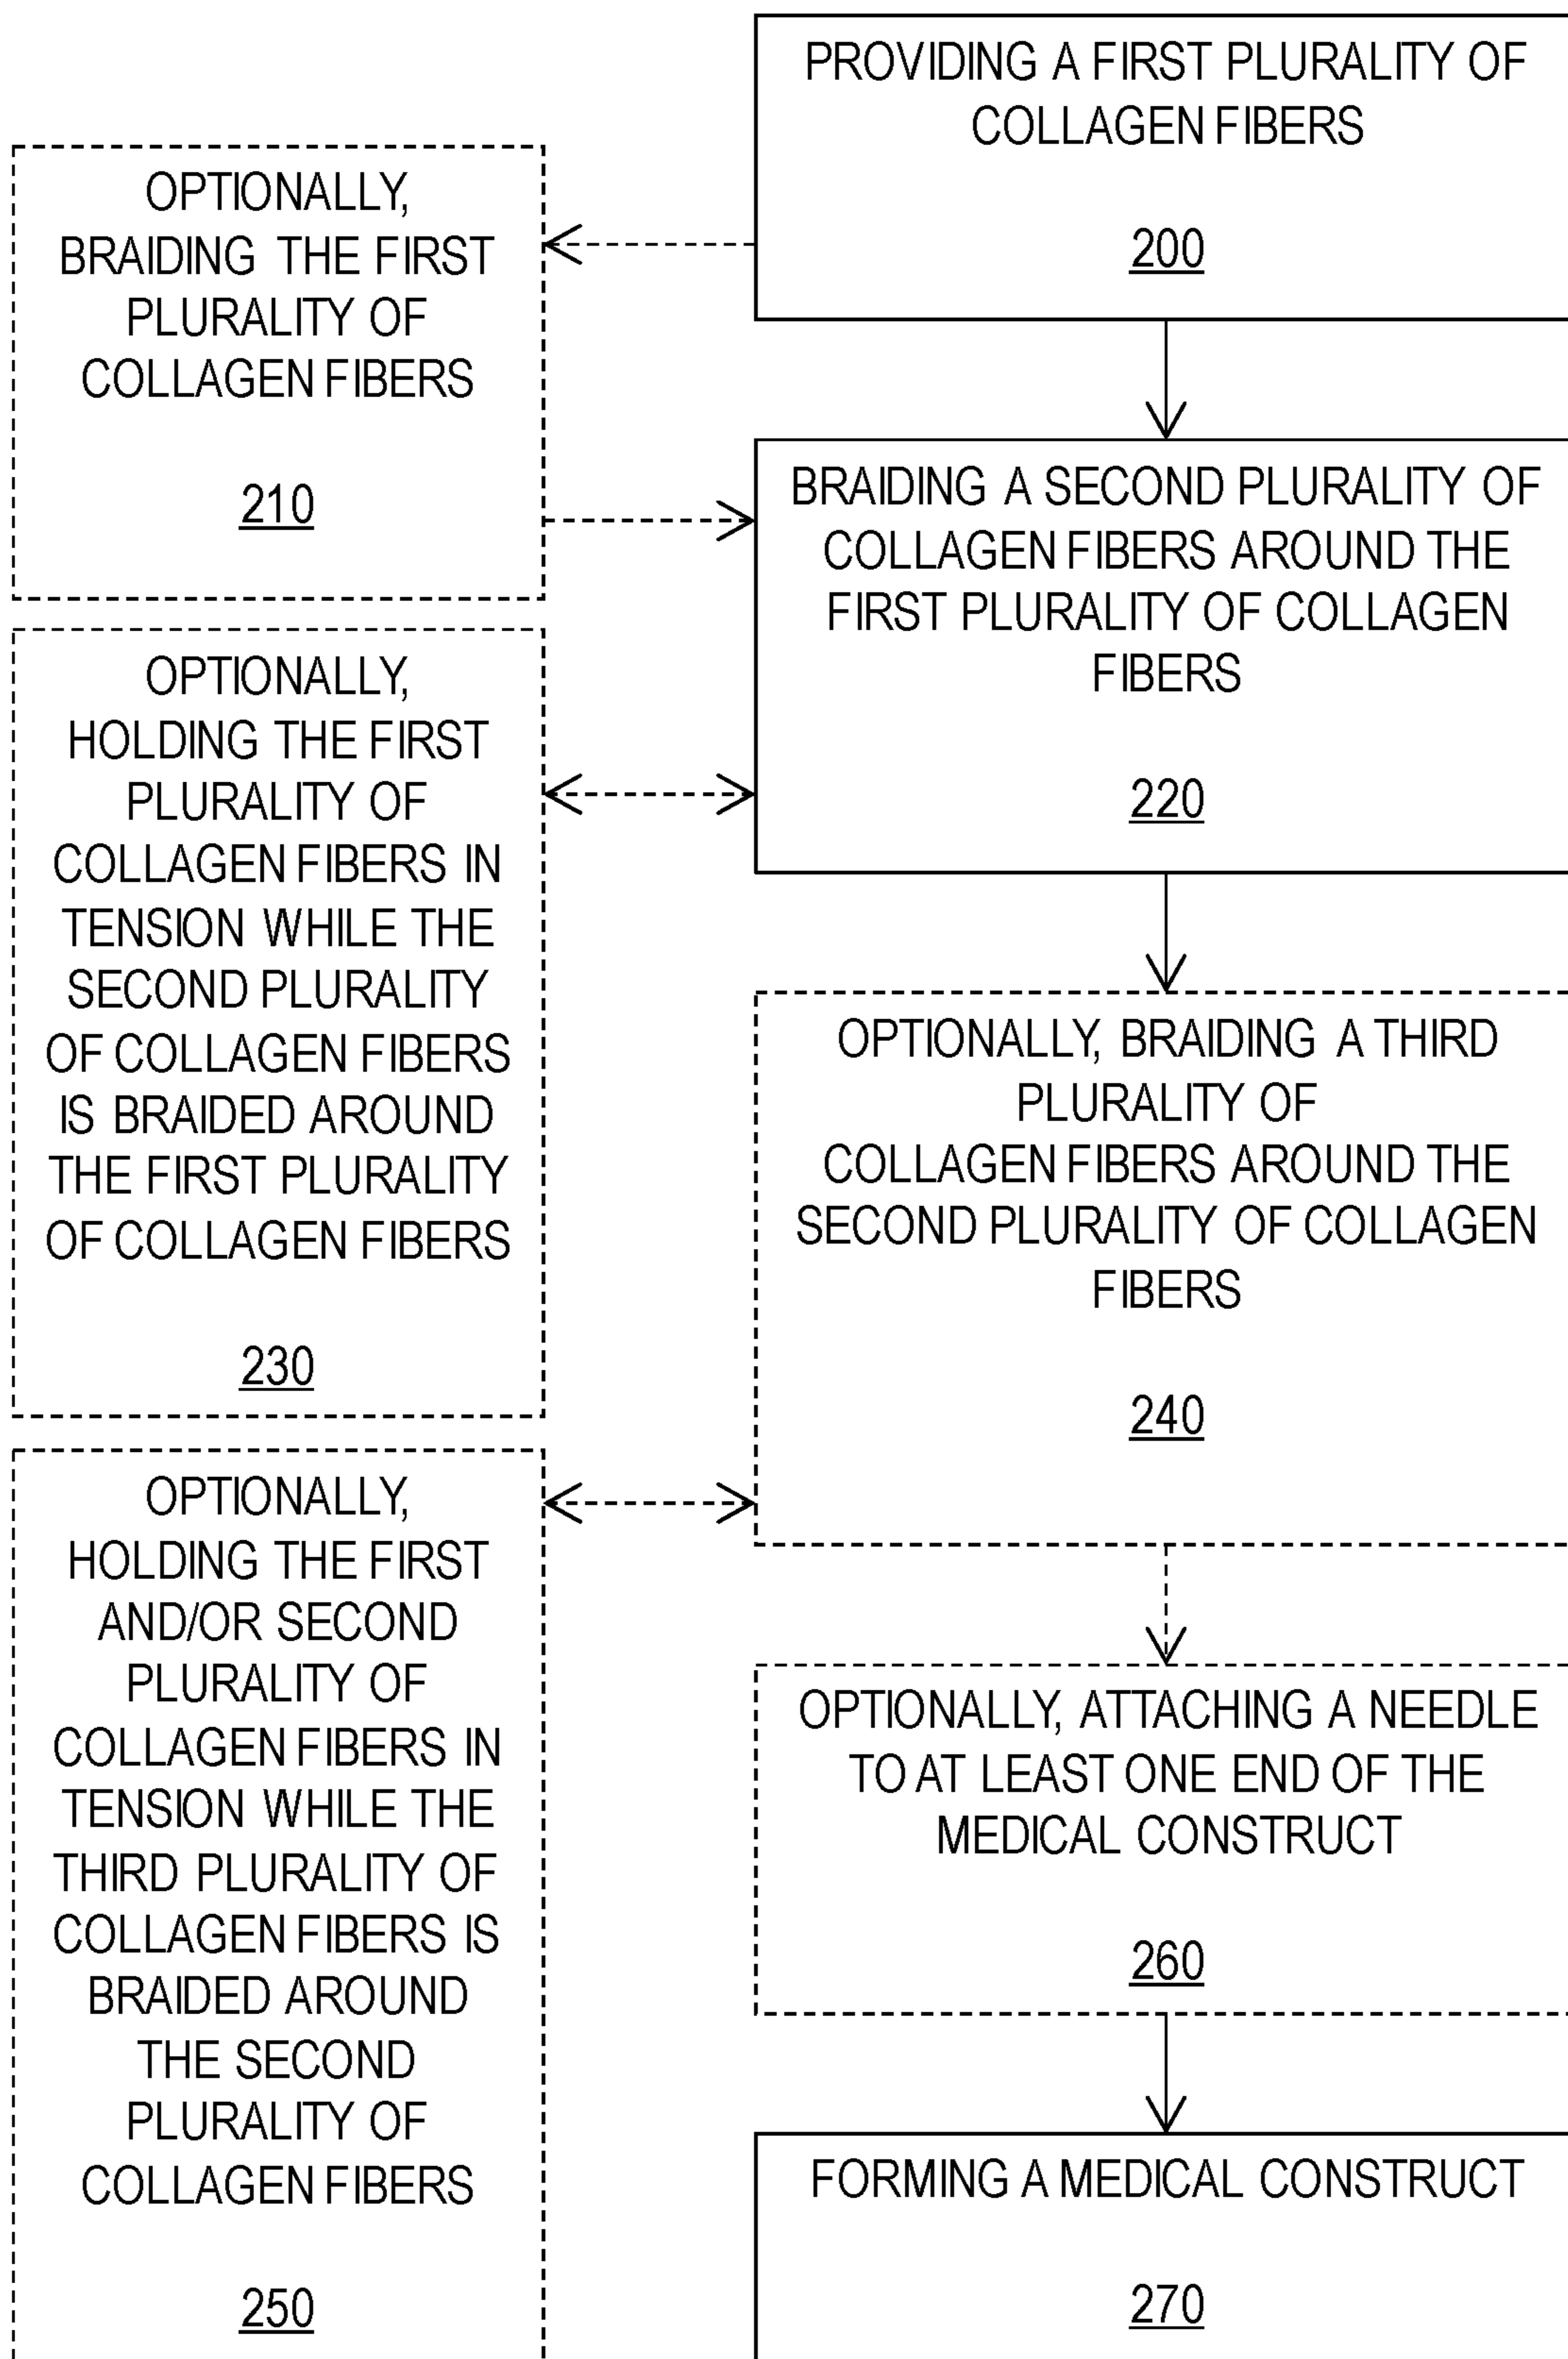 PROVIDING A FIRST PLURALITY OF
COLLAGEN FIBERS
200
OPTIONALLY,
BRAIDING THE FIRST
PLURALITY OF
COLLAGEN FIBERS
210
BRAIDING A SECOND PLURALITY OF
COLLAGEN FIBERS AROUND THE
FIRST PLURALITY OF COLLAGEN
FIBERS
220
OPTIONALLY,
HOLDING THE FIRST
PLURALITY OF
COLLAGEN FIBERS IN
TENSION WHILE THE
SECOND PLURALITY
OF COLLAGEN FIBERS
IS BRAIDED AROUND
THE FIRST PLURALITY
OF COLLAGEN FIBERS
230
OPTIONALLY, BRAIDING A THIRD
PLURALITY OF
COLLAGEN FIBERS AROUND THE
SECOND PLURALITY OF COLLAGEN
FIBERS
240
OPTIONALLY,
HOLDING THE FIRST
AND/OR SECOND
PLURALITY OF
COLLAGEN FIBERS IN
TENSION WHILE THE
THIRD PLURALITY OF
COLLAGEN FIBERS IS
BRAIDED AROUND
THE SECOND
PLURALITY OF
COLLAGEN FIBERS
250
OPTIONALLY, ATTACHING A NEEDLE
TO AT LEAST ONE END OF THE
MEDICAL CONSTRUCT
260
FORMING A MEDICAL CONSTRUCT
270